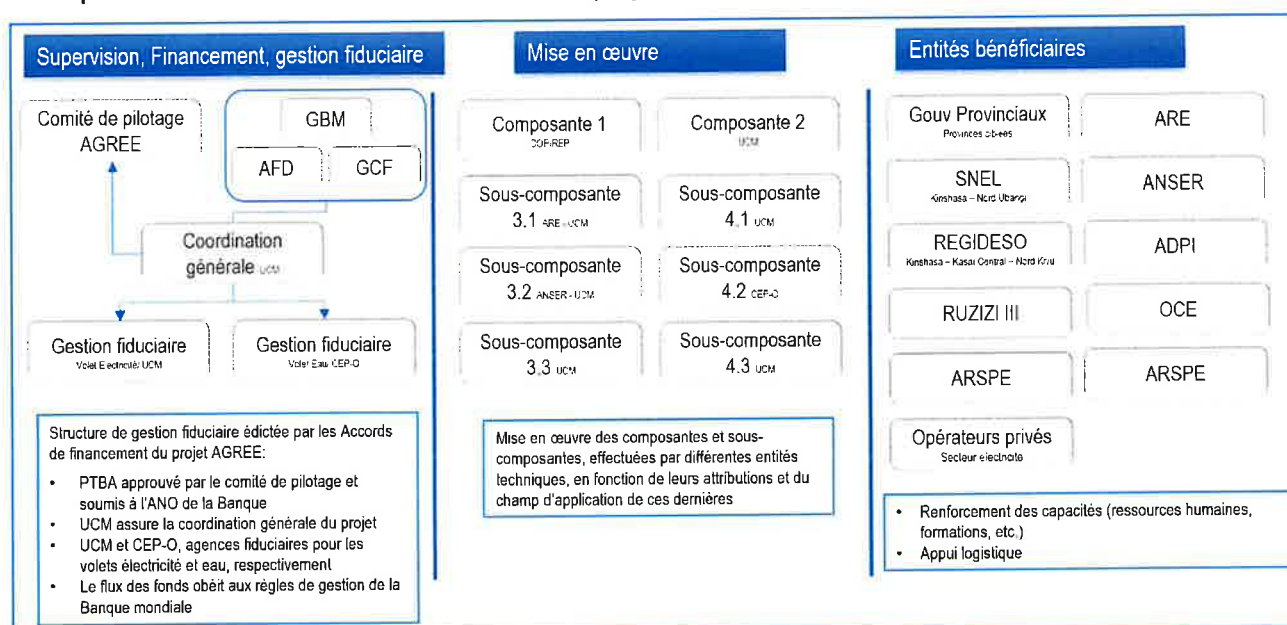 Supervision, Financement, gestion fiduciaire
Comité de pilotage
AGREE
GBM
AFD
GCF
Coordination
générale UCM
Gestion fiduciaire
Volet Electricité/ UCM
Gestion fiduciaire
Volet Eau/ CEP-O
Structure de gestion fiduciaire édictée par les Accords
de financement du projet AGREE:
• PTBA approuvé par le comité de pilotage et
soumis à l'ANO de la Banque
• UCM assure la coordination générale du projet
• UCM et CEP-O, agences fiduciaires pour les
volets électricité et eau, respectivement
• Le flux des fonds obéit aux règles de gestion de la
Banque mondiale
Mise en œuvre
Composante 1
Composante 2
UCM
Sous-composante
3.1 ARE - UCM
Sous-composante
4.1 UCM
Sous-composante
3.2 ANSER - UCM
Sous-composante
4.2 CEP-O
Sous-composante
3.3 UCM
Sous-composante
4.3 UCM
Mise en œuvre des composantes et sous-
composantes, effectuées par différentes entités
techniques, en fonction de leurs attributions et du
champ d'application de ces dernières
Entités bénéficiaires
Gouv Provinciaux
Provinces
ARE
SNEL
Kinshasa – Nord Ubangi
ANSER
REGIDESO
Kinshasa – Kasai Central – Nord Kivu
ADPI
RUZIZI III
OCE
ARSPE
ARSPE
Opérateurs privés
Secteur electricite
• Renforcement des capacités (ressources humaines,
formations, etc.)
• Appui logistique